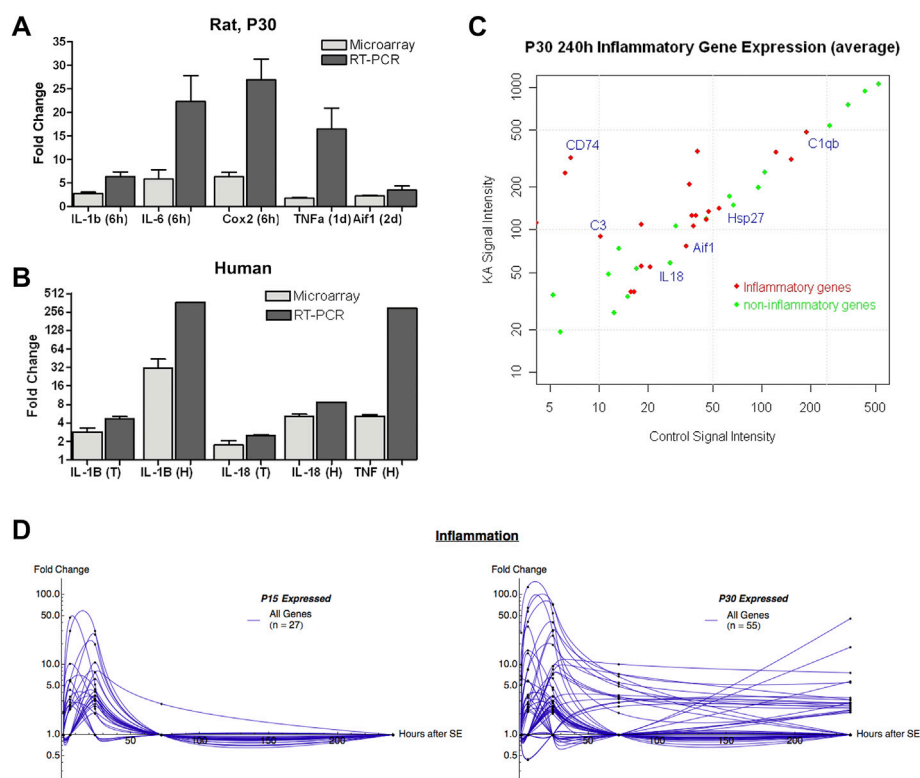 A
Rat, P30
Fold Change
35
30
25
20
15
10
5
0
Microarray
RT-PCR
IL-1b (6h)
IL-6 (6h)
Cox2 (6h)
TNFa (1d)
Aif1 (2d)
B
Human
Fold Change
512
256
128
64
32
16
8
4
2
1
Microarray
RT-PCR
IL-1B (T)
IL-1B (H)
IL-18 (T)
IL-18 (H)
TNF (H)
C
P30 240h Inflammatory Gene Expression (average)
KA Signal Intensity
1000
500
200
100
50
20
10
CD74
C1qb
C3
Hsp27
Aif1
IL18
Inflammatory genes
non-inflammatory genes
5
10
20
50
100
200
500
Control Signal Intensity
D
Inflammation
Fold Change
100.0
50.0
10.0
5.0
1.0
0.5
P15 Expressed
All Genes
(n = 27)
50
100
150
200
Hours after SE
Fold Change
100.0
50.0
10.0
5.0
1.0
0.5
P30 Expressed
All Genes
(n = 55)
50
100
150
200
Hours after SE